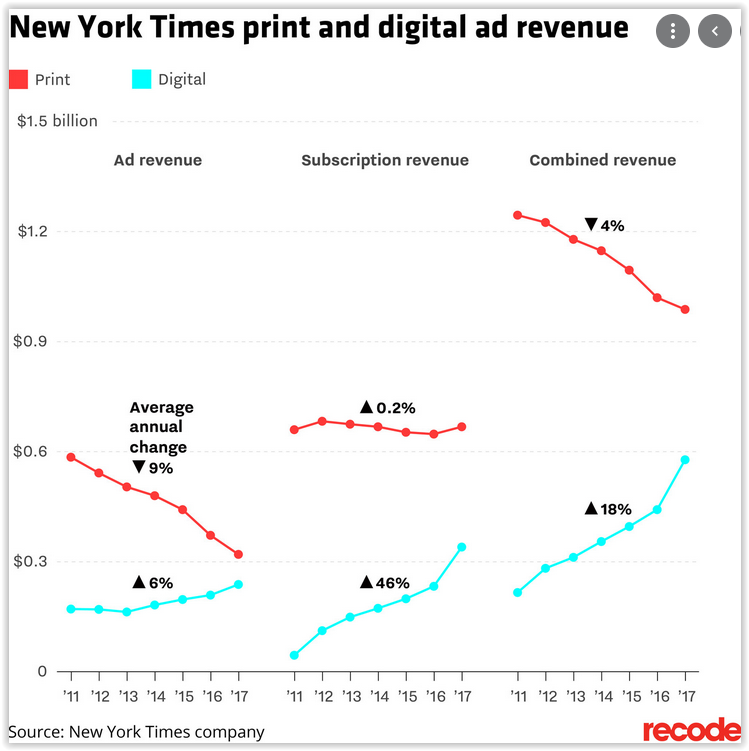 New York Times print and digital ad revenue
Print
Digital
$1.5 billion
Ad revenue
Subscription revenue
Combined revenue
▼4%
$1.2
$0.9
Average
annual
change
▼9%
▲0.2%
$0.6
▲18%
$0.3
▲6%
▲46%
0
'11 '12 '13 '14 '15 '16 '17
'11 '12 '13 '14 '15 '16 '17
'11 '12 '13 '14 '15 '16 '17
Source: New York Times company
recode